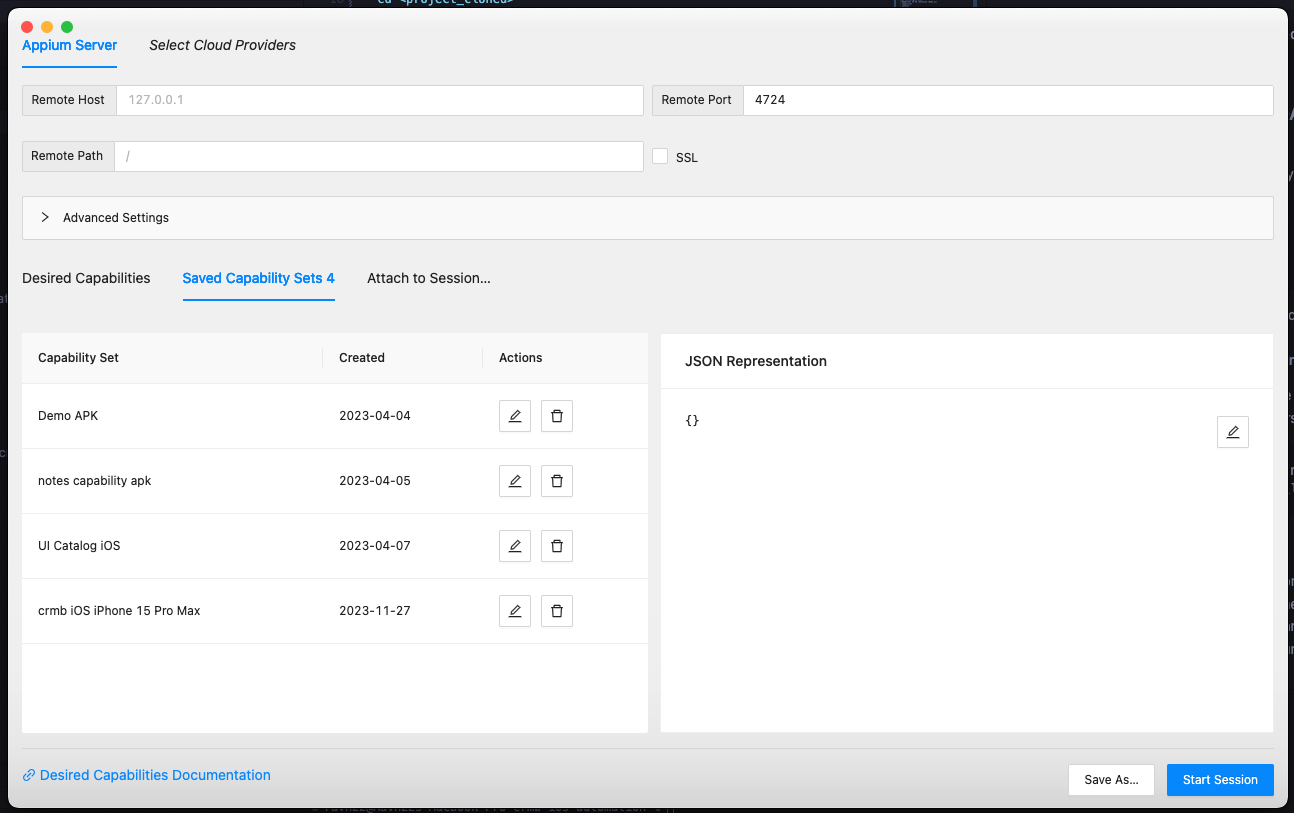 cd <project_cloned>
Appium Server
Select Cloud Providers
Remote Host
127.0.0.1
Remote Port
4724
Remote Path
/
SSL
Advanced Settings
Desired Capabilities
Saved Capability Sets 4
Attach to Session...
Capability Set
Created
Actions
JSON Representation
Demo APK
2023-04-04
{}
notes capability apk
2023-04-05
UI Catalog iOS
2023-04-07
crmb iOS iPhone 15 Pro Max
2023-11-27
Desired Capabilities Documentation
Save As...
Start Session